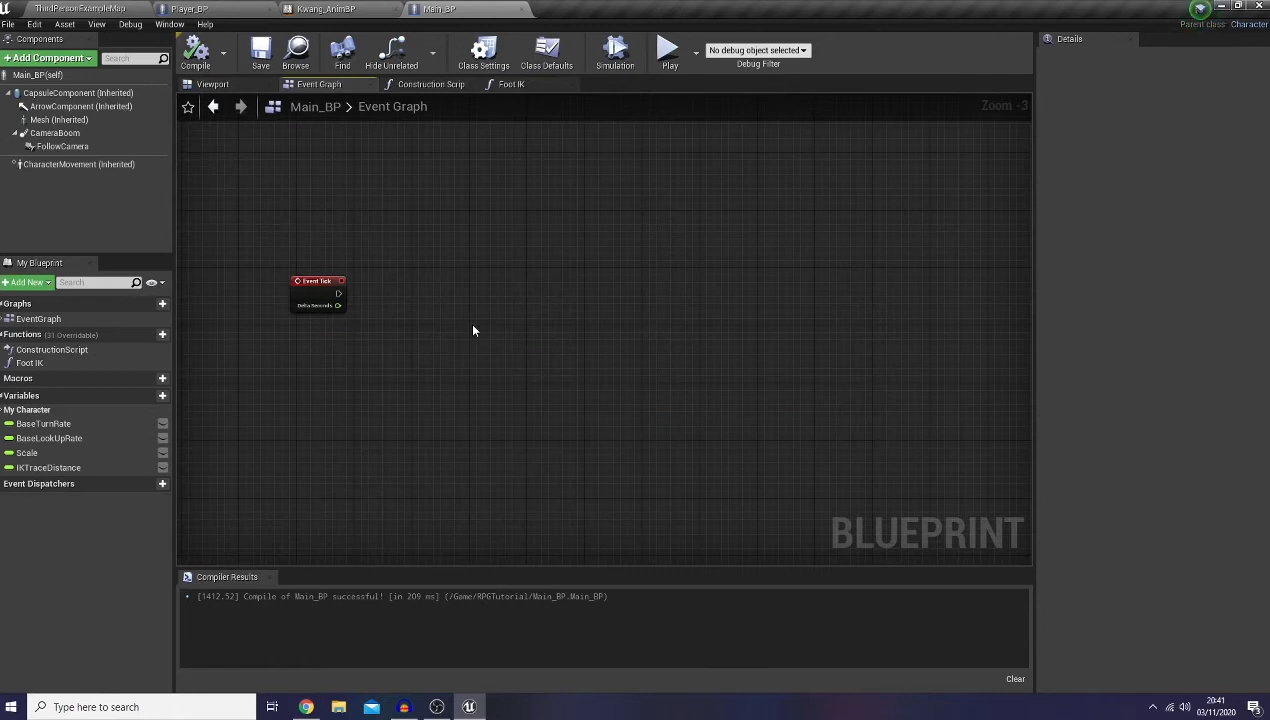 ThirdPersonExampleMap
Player_BP
Kwang_AnimBP
Main_BP
File
Edit
Asset
View
Debug
Window
Help
Parent class:
Character
Components
+ Add Component
Search
Main_BP(self)
CapsuleComponent (Inherited)
ArrowComponent (Inherited)
Mesh (Inherited)
CameraBoom
FollowCamera
CharacterMovement (Inherited)
Compile
Save
Browse
Find
Hide Unrelated
Class Settings
Class Defaults
Simulation
Play
No debug object selected
Debug Filter
Details
Viewport
Event Graph
Construction Scrip
Foot IK
Main_BP > Event Graph
Zoom -3
Event Tick
Delta Seconds
BLUEPRINT
My Blueprint
+ Add New
Search
Graphs
EventGraph
Functions (31 Overridable)
ConstructionScript
Foot IK
Macros
Variables
My Character
BaseTurnRate
BaseLookUpRate
Scale
IKTraceDistance
Event Dispatchers
Compiler Results
[1412.52] Compile of Main_BP successful! [in 209 ms] (/Game/RPGTutorial/Main_BP.Main_BP)
Clear
Type here to search
20:41
03/11/2020
3